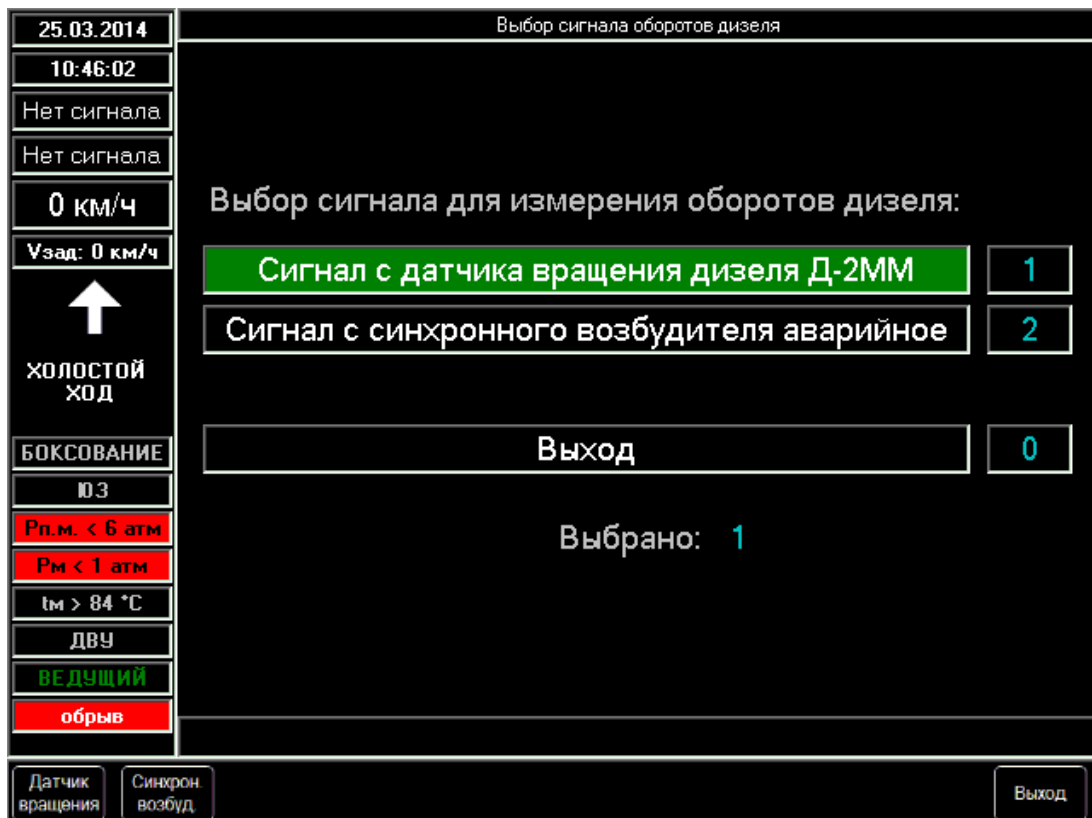 25.03.2014
Выбор сигнала оборотов дизеля
10:46:02
Нет сигнала
Нет сигнала
0 км/ч
Vзад: 0 км/ч
ХОЛОСТОЙ
ХОД
БОКСОВАНИЕ
ЮЗ
Рп.м. < 6 атм
Рм < 1 атм
tм > 84 °C
ДВУ
ВЕДУЩИЙ
обрыв
Выбор сигнала для измерения оборотов дизеля:
Сигнал с датчика вращения дизеля Д-2ММ 1
Сигнал с синхронного возбудителя аварийное 2
Выход 0
Выбрано: 1
Датчик
вращения
Синхрон.
возбуд.
Выход